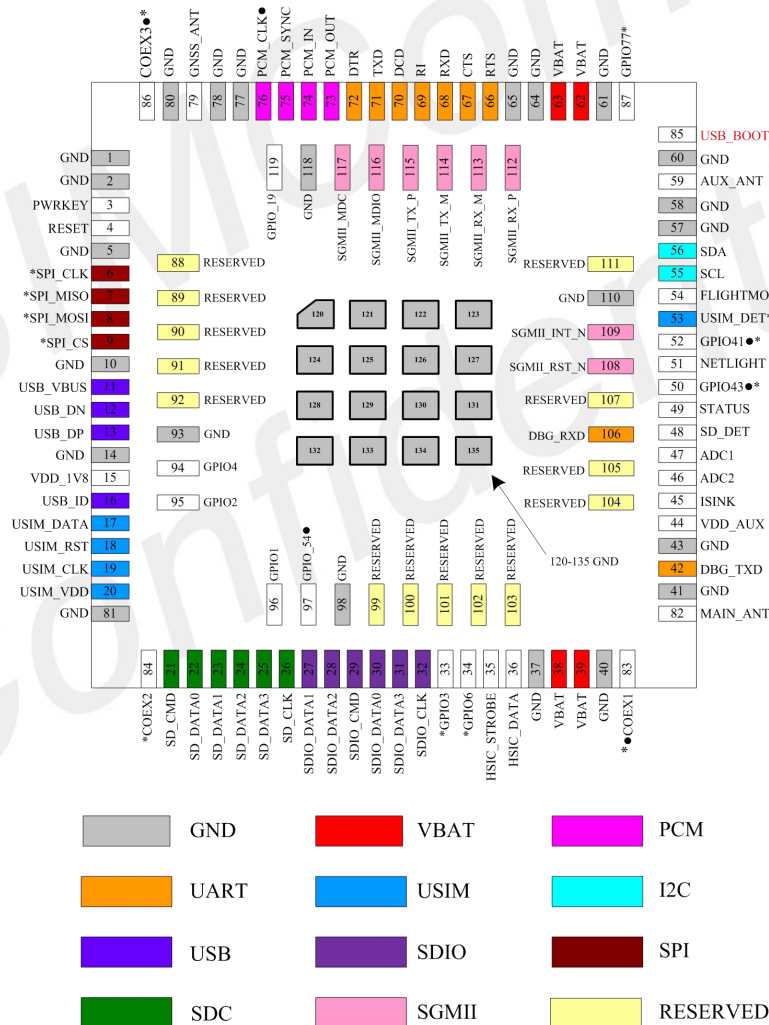 COEX3●*
GND
GNSS_ANT
GND
GND
PCM_CLK●
PCM_SYNC
PCM_IN
PCM_OUT
DTR
TXD
DCD
RI
RXD
CTS
RTS
GND
GND
VBAT
VBAT
GND
GPIO77*
86
80
79
78
77
76
75
74
73
72
71
70
69
68
67
66
65
64
63
62
61
87
GND 1
GND 2
PWRKEY 3
RESET 4
GND 5
*SPI_CLK 6
*SPI_MISO 7
*SPI_MOSI 8
*SPI_CS 9
GND 10
USB_VBUS 11
USB_DN 12
USB_DP 13
GND 14
VDD_1V8 15
USB_ID 16
USIM_DATA 17
USIM_RST 18
USIM_CLK 19
USIM_VDD 20
GND 81
119
118
117
116
115
114
113
112
GPIO_19
GND
SGMII_MDC
SGMII_MDIO
SGMII_TX_P
SGMII_TX_M
SGMII_RX_M
SGMII_RX_P
88 RESERVED
89 RESERVED
90 RESERVED
91 RESERVED
92 RESERVED
93 GND
94 GPIO4
95 GPIO2
120 121 122 123
124 125 126 127
128 129 130 131
132 133 134 135
120-135 GND
RESERVED 111
GND 110
SGMII_INT_N 109
SGMII_RST_N 108
RESERVED 107
DBG_RXD 106
RESERVED 105
RESERVED 104
85 USB_BOOT
60 GND
59 AUX_ANT
58 GND
57 GND
56 SDA
55 SCL
54 FLIGHTMO
53 USIM_DET*
52 GPIO41●*
51 NETLIGHT
50 GPIO43●*
49 STATUS
48 SD_DET
47 ADC1
46 ADC2
45 ISINK
44 VDD_AUX
43 GND
42 DBG_TXD
41 GND
82 MAIN_ANT
GPIO1
GPIO_54●
GND
RESERVED
RESERVED
RESERVED
RESERVED
RESERVED
96
97
98
99
100
101
102
103
84
21
22
23
24
25
26
27
28
29
30
31
32
33
34
35
36
37
38
39
40
83
*COEX2
SD_CMD
SD_DATA0
SD_DATA1
SD_DATA2
SD_DATA3
SD_CLK
SDIO_DATA1
SDIO_DATA2
SDIO_CMD
SDIO_DATA0
SDIO_DATA3
SDIO_CLK
*GPIO3
*GPIO6
HSIC_STROBE
HSIC_DATA
GND
VBAT
VBAT
GND
*●COEX1
GND VBAT PCM
UART USIM I2C
USB SDIO SPI
SDC SGMII RESERVED